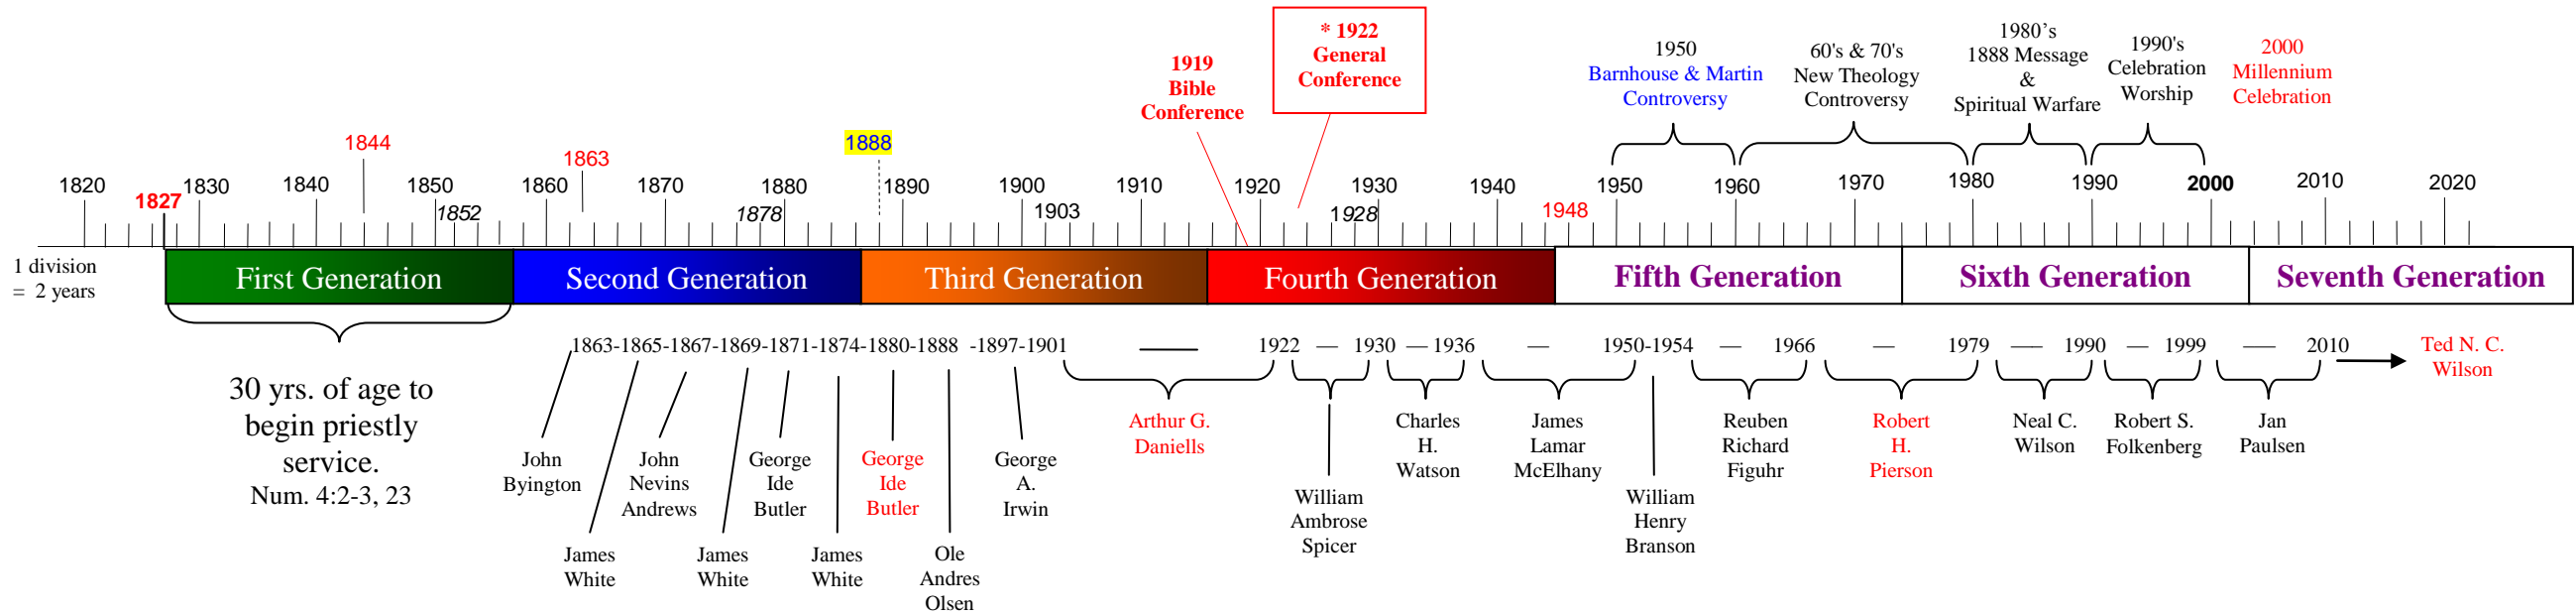 * 1922
General
Conference
1919
Bible
Conference
1950
Barnhouse & Martin
Controversy
60's & 70's
New Theology
Controversy
1980’s
1888 Message
&
Spiritual Warfare
1990's
Celebration
Worship
2000
Millennium
Celebration
1844
1863
1888
1820
1827
1830
1840
1850
1852
1860
1870
1878
1880
1890
1900
1903
1910
1920
1928
1930
1940
1948
1950
1960
1970
1980
1990
2000
2010
2020
1 division
= 2 years
First Generation
Second Generation
Third Generation
Fourth Generation
Fifth Generation
Sixth Generation
Seventh Generation
30 yrs. of age to
begin priestly
service.
Num. 4:2-3, 23
1863-1865-1867-1869-1871-1874-1880-1888 -1897-1901 — 1922 — 1930 — 1936 — 1950-1954 — 1966 — 1979 — 1990 — 1999 — 2010
Ted N. C.
Wilson
John
Byington
James
White
John
Nevins
Andrews
James
White
George
Ide
Butler
James
White
George
Ide
Butler
Ole
Andres
Olsen
George
A.
Irwin
Arthur G.
Daniells
William
Ambrose
Spicer
Charles
H.
Watson
James
Lamar
McElhany
William
Henry
Branson
Reuben
Richard
Figuhr
Robert
H.
Pierson
Neal C.
Wilson
Robert S.
Folkenberg
Jan
Paulsen